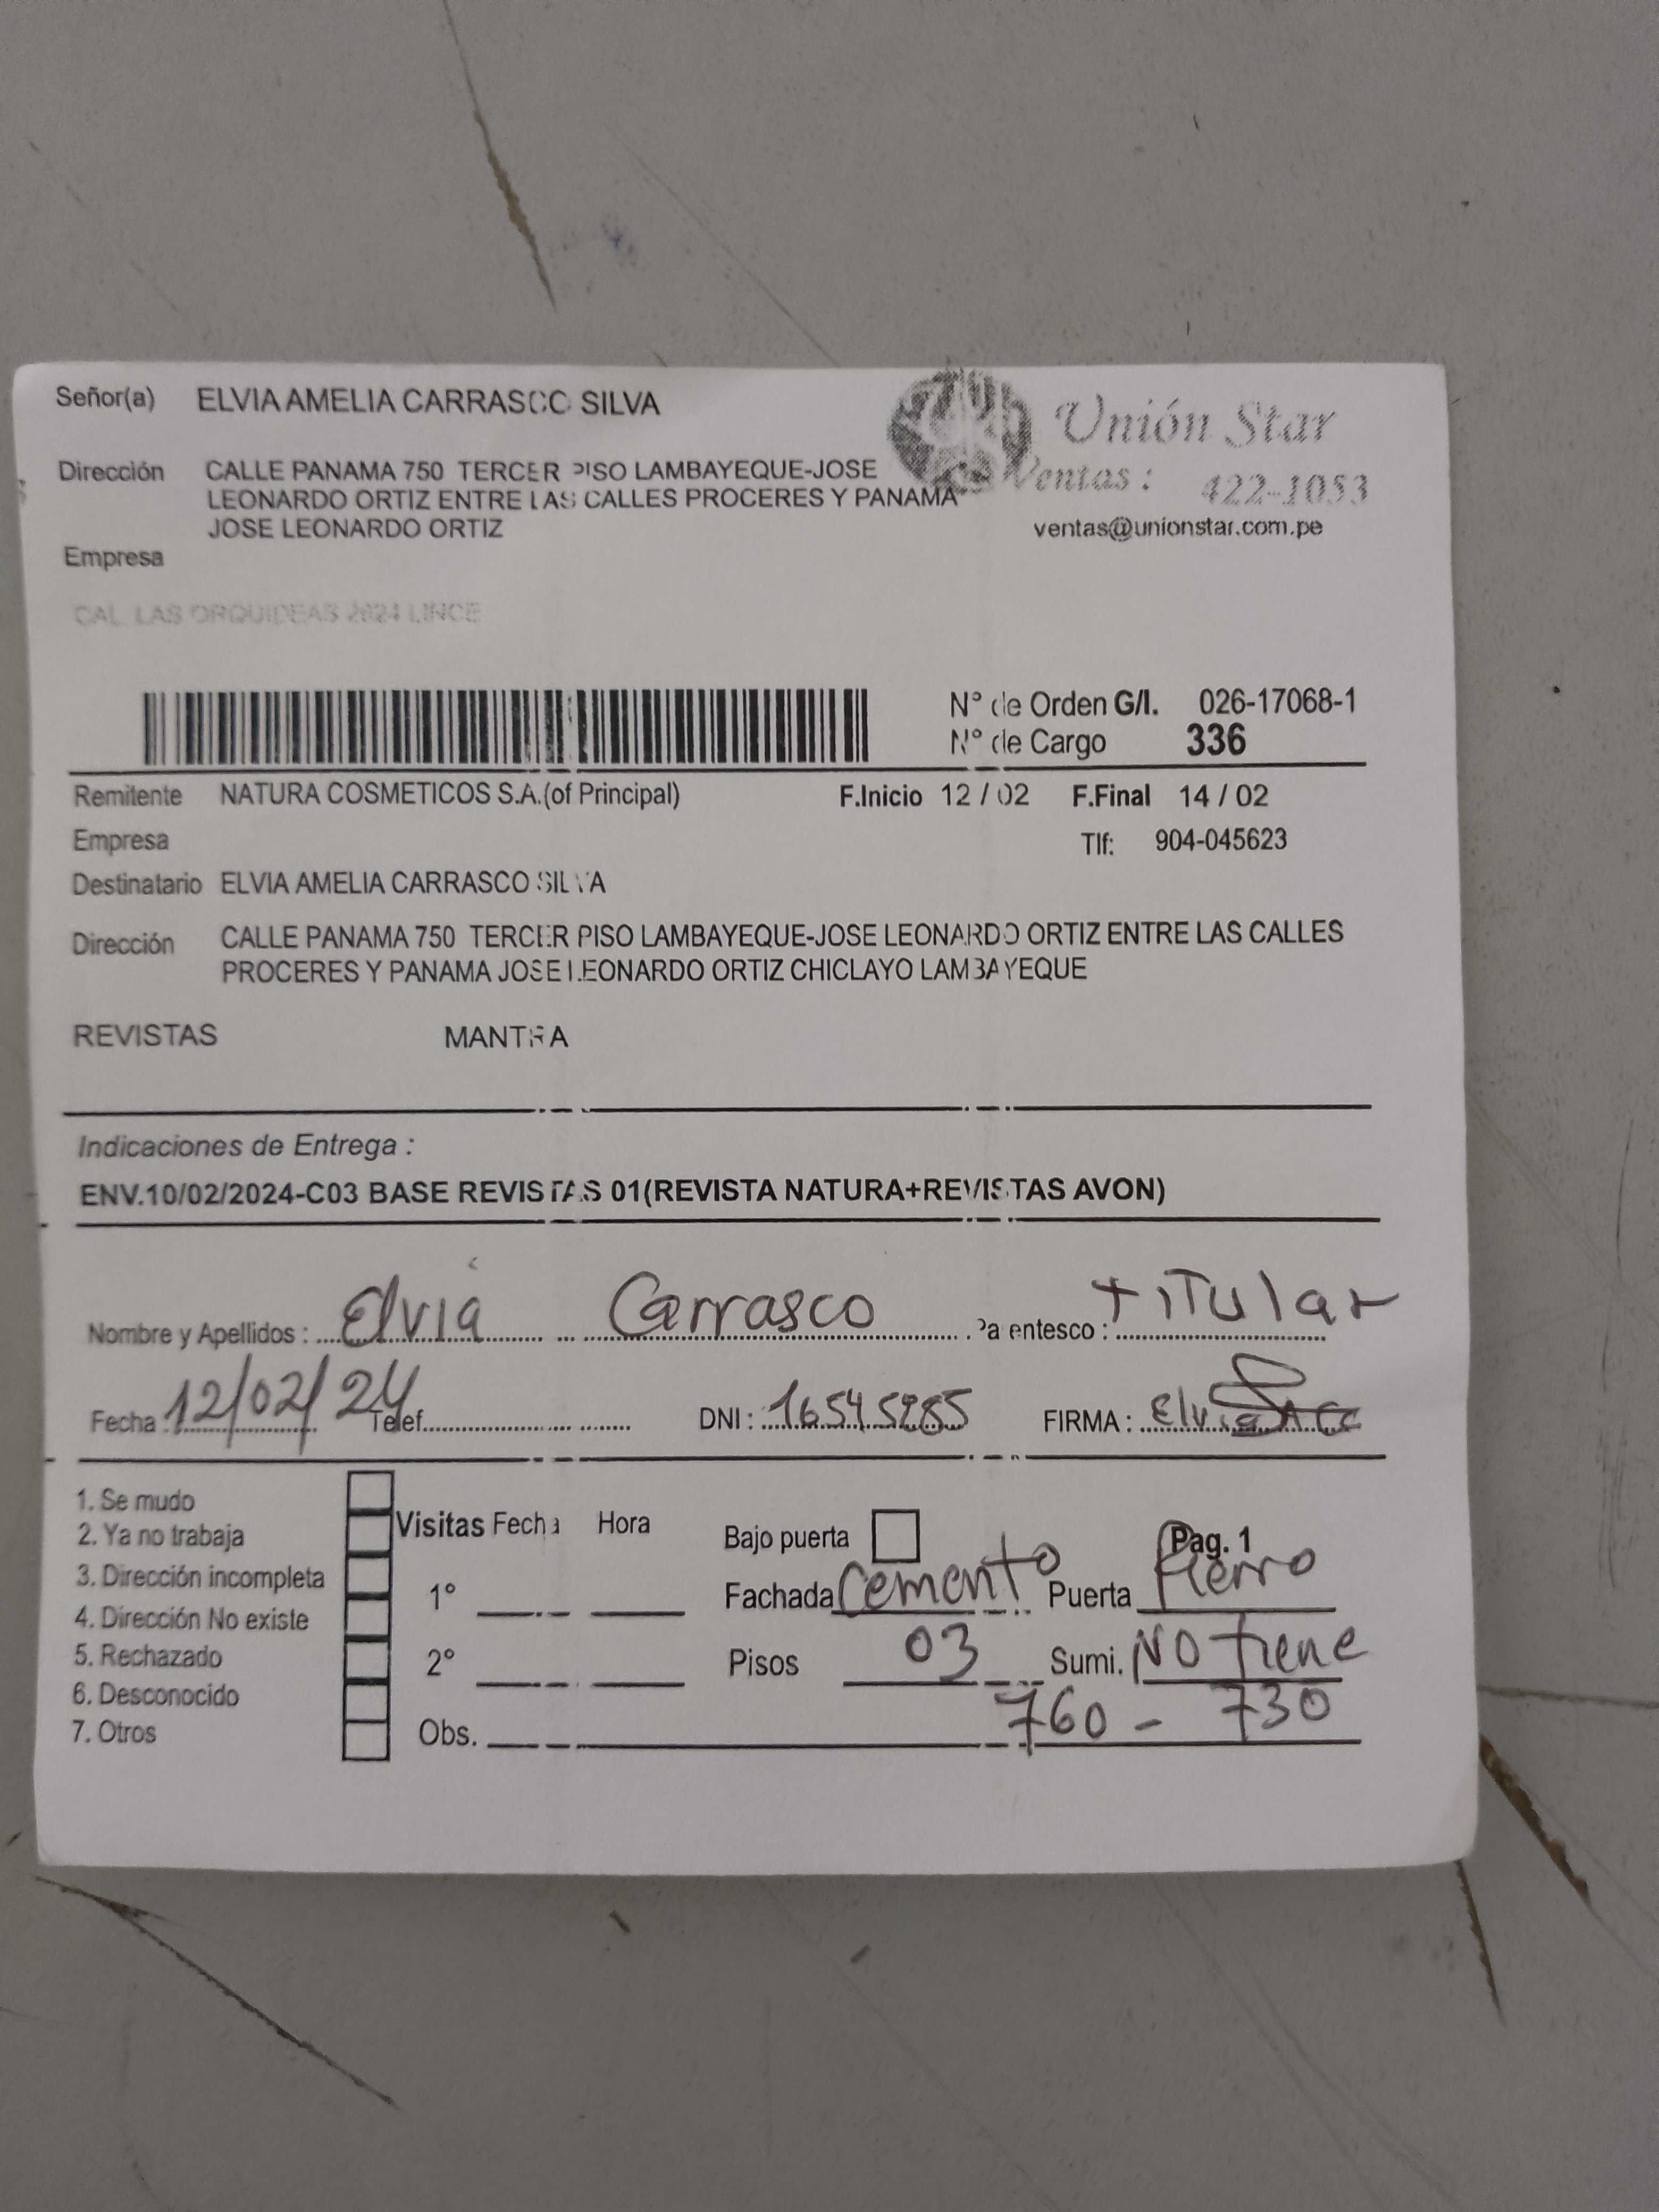 Señor(a) ELVIA AMELIA CARRASCO SILVA
Unión Star
Ventas : 422-1053
ventas@unionstar.com.pe
Dirección CALLE PANAMA 750 TERCER PISO LAMBAYEQUE-JOSE
LEONARDO ORTIZ ENTRE LAS CALLES PROCERES Y PANAMA
JOSE LEONARDO ORTIZ
Empresa
CAL. LAS ORQUIDEAS 2624 LINCE
N° de Orden G/I. 026-17068-1
N° de Cargo 336
Remitente NATURA COSMETICOS S.A.(of Principal) F.Inicio 12 / 02 F.Final 14 / 02
Empresa Tlf: 904-045623
Destinatario ELVIA AMELIA CARRASCO SILVA
Dirección CALLE PANAMA 750 TERCER PISO LAMBAYEQUE-JOSE LEONARDO ORTIZ ENTRE LAS CALLES
PROCERES Y PANAMA JOSE LEONARDO ORTIZ CHICLAYO LAMBAYEQUE
REVISTAS MANTRA
Indicaciones de Entrega :
ENV.10/02/2024-C03 BASE REVISTAS 01(REVISTA NATURA+REVISTAS AVON)
Nombre y Apellidos : Elvia Carrasco Parentesco : titular
Fecha 12/02/24 Telef. DNI : FIRMA : Elvia
1. Se mudo
2. Ya no trabaja
3. Dirección incompleta
4. Dirección No existe
5. Rechazado
6. Desconocido
7. Otros
Visitas Fecha Hora
1°
2°
Bajo puerta Pag. 1
Fachada Cemento Puerta fierro
Pisos 03 Sumi. NO tiene
Obs. 760 - 730